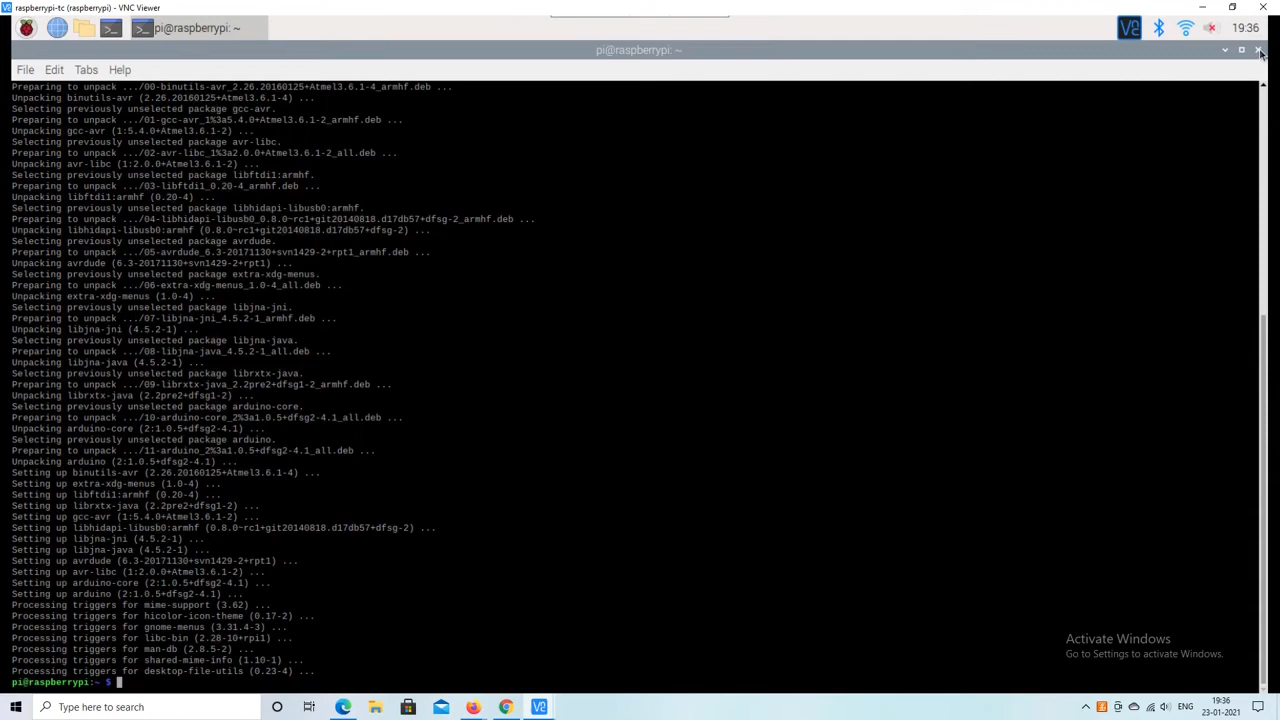 raspberrypi-tc (raspberrypi) - VNC Viewer
pi@raspberrypi: ~
19:36
pi@raspberrypi: ~
File Edit Tabs Help
Preparing to unpack .../00-binutils-avr_2.26.20160125+Atmel3.6.1-4_armhf.deb ...
Unpacking binutils-avr (2.26.20160125+Atmel3.6.1-4) ...
Selecting previously unselected package gcc-avr.
Preparing to unpack .../01-gcc-avr_1%3a5.4.0+Atmel3.6.1-2_armhf.deb ...
Unpacking gcc-avr (1:5.4.0+Atmel3.6.1-2) ...
Selecting previously unselected package avr-libc.
Preparing to unpack .../02-avr-libc_1%3a2.0.0+Atmel3.6.1-2_all.deb ...
Unpacking avr-libc (1:2.0.0+Atmel3.6.1-2) ...
Selecting previously unselected package libftdi1:armhf.
Preparing to unpack .../03-libftdi1_0.20-4_armhf.deb ...
Unpacking libftdi1:armhf (0.20-4) ...
Selecting previously unselected package libhidapi-libusb0:armhf.
Preparing to unpack .../04-libhidapi-libusb0_0.8.0~rc1+git20140818.d17db57+dfsg-2_armhf.deb ...
Unpacking libhidapi-libusb0:armhf (0.8.0~rc1+git20140818.d17db57+dfsg-2) ...
Selecting previously unselected package avrdude.
Preparing to unpack .../05-avrdude_6.3-20171130+svn1429-2+rpt1_armhf.deb ...
Unpacking avrdude (6.3-20171130+svn1429-2+rpt1) ...
Selecting previously unselected package extra-xdg-menus.
Preparing to unpack .../06-extra-xdg-menus_1.0-4_all.deb ...
Unpacking extra-xdg-menus (1.0-4) ...
Selecting previously unselected package libjna-jni.
Preparing to unpack .../07-libjna-jni_4.5.2-1_armhf.deb ...
Unpacking libjna-jni (4.5.2-1) ...
Selecting previously unselected package libjna-java.
Preparing to unpack .../08-libjna-java_4.5.2-1_all.deb ...
Unpacking libjna-java (4.5.2-1) ...
Selecting previously unselected package librxtx-java.
Preparing to unpack .../09-librxtx-java_2.2pre2+dfsg1-2_armhf.deb ...
Unpacking librxtx-java (2.2pre2+dfsg1-2) ...
Selecting previously unselected package arduino-core.
Preparing to unpack .../10-arduino-core_2%3a1.0.5+dfsg2-4.1_all.deb ...
Unpacking arduino-core (2:1.0.5+dfsg2-4.1) ...
Selecting previously unselected package arduino.
Preparing to unpack .../11-arduino_2%3a1.0.5+dfsg2-4.1_all.deb ...
Unpacking arduino (2:1.0.5+dfsg2-4.1) ...
Setting up binutils-avr (2.26.20160125+Atmel3.6.1-4) ...
Setting up extra-xdg-menus (1.0-4) ...
Setting up libftdi1:armhf (0.20-4) ...
Setting up librxtx-java (2.2pre2+dfsg1-2) ...
Setting up gcc-avr (1:5.4.0+Atmel3.6.1-2) ...
Setting up libhidapi-libusb0:armhf (0.8.0~rc1+git20140818.d17db57+dfsg-2) ...
Setting up libjna-jni (4.5.2-1) ...
Setting up libjna-java (4.5.2-1) ...
Setting up avrdude (6.3-20171130+svn1429-2+rpt1) ...
Setting up avr-libc (1:2.0.0+Atmel3.6.1-2) ...
Setting up arduino-core (2:1.0.5+dfsg2-4.1) ...
Setting up arduino (2:1.0.5+dfsg2-4.1) ...
Processing triggers for mime-support (3.62) ...
Processing triggers for hicolor-icon-theme (0.17-2) ...
Processing triggers for gnome-menus (3.31.4-3) ...
Processing triggers for libc-bin (2.28-10+rpi1) ...
Processing triggers for man-db (2.8.5-2) ...
Processing triggers for shared-mime-info (1.10-1) ...
Processing triggers for desktop-file-utils (0.23-4) ...
pi@raspberrypi:~ $
Activate Windows
Go to Settings to activate Windows.
Type here to search
ENG
19:36
23-01-2021